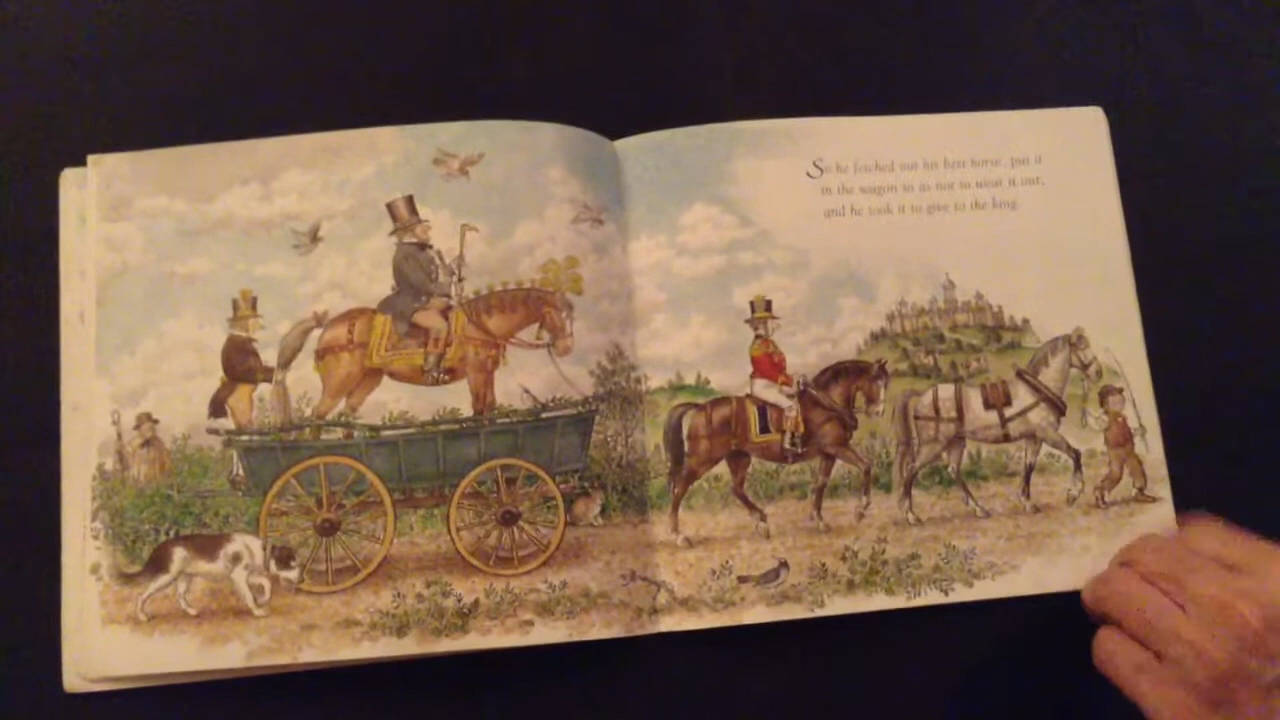 So he fetched out his best horse, put it
in the wagon so as not to wear it out,
and he took it to give to the king.